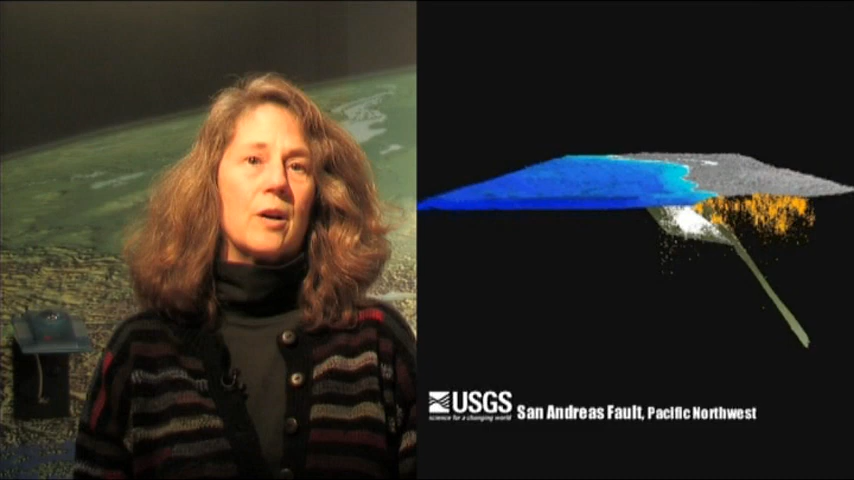 USGS
science for a changing world
San Andreas Fault, Pacific Northwest